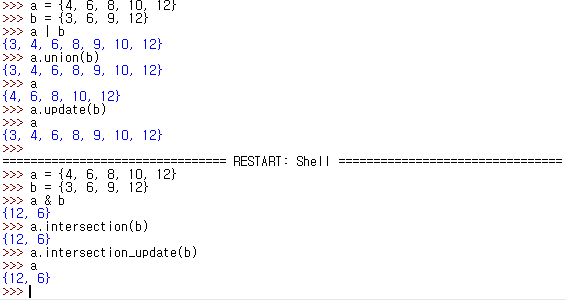 >>> a = {4, 6, 8, 10, 12}
>>> b = {3, 6, 9, 12}
>>> a | b
{3, 4, 6, 8, 9, 10, 12}
>>> a.union(b)
{3, 4, 6, 8, 9, 10, 12}
>>> a
{4, 6, 8, 10, 12}
>>> a.update(b)
>>> a
{3, 4, 6, 8, 9, 10, 12}
>>>
================================ RESTART: Shell ================================
>>> a = {4, 6, 8, 10, 12}
>>> b = {3, 6, 9, 12}
>>> a & b
{12, 6}
>>> a.intersection(b)
{12, 6}
>>> a.intersection_update(b)
>>> a
{12, 6}
>>>